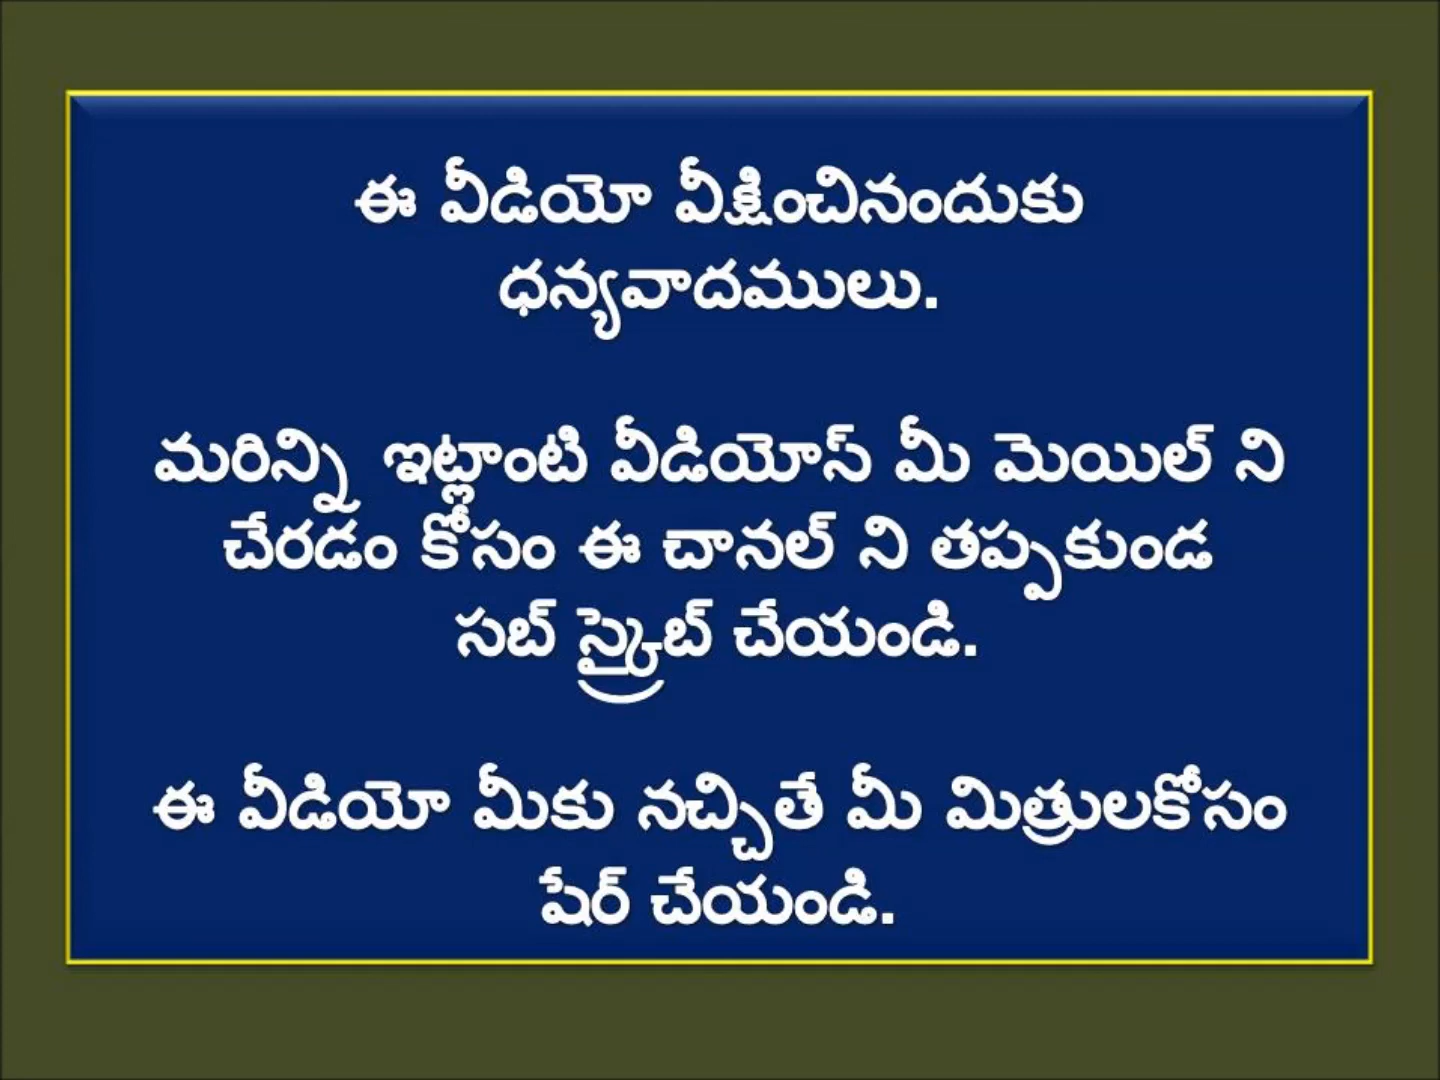 ఈ వీడియో వీక్షించినందుకు
ధన్యవాదములు.
మరిన్ని ఇట్లాంటి వీడియోస్ మీ మెయిల్ ని
చేరడం కోసం ఈ చానల్ ని తప్పకుండ
సబ్ స్క్రైబ్ చేయండి.
ఈ వీడియో మీకు నచ్చితే మీ మిత్రులకోసం
షేర్ చేయండి.